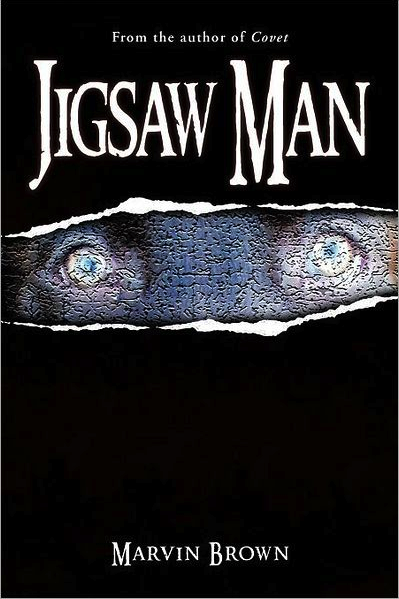 From the author of Covet
JIGSAW MAN
MARVIN BROWN